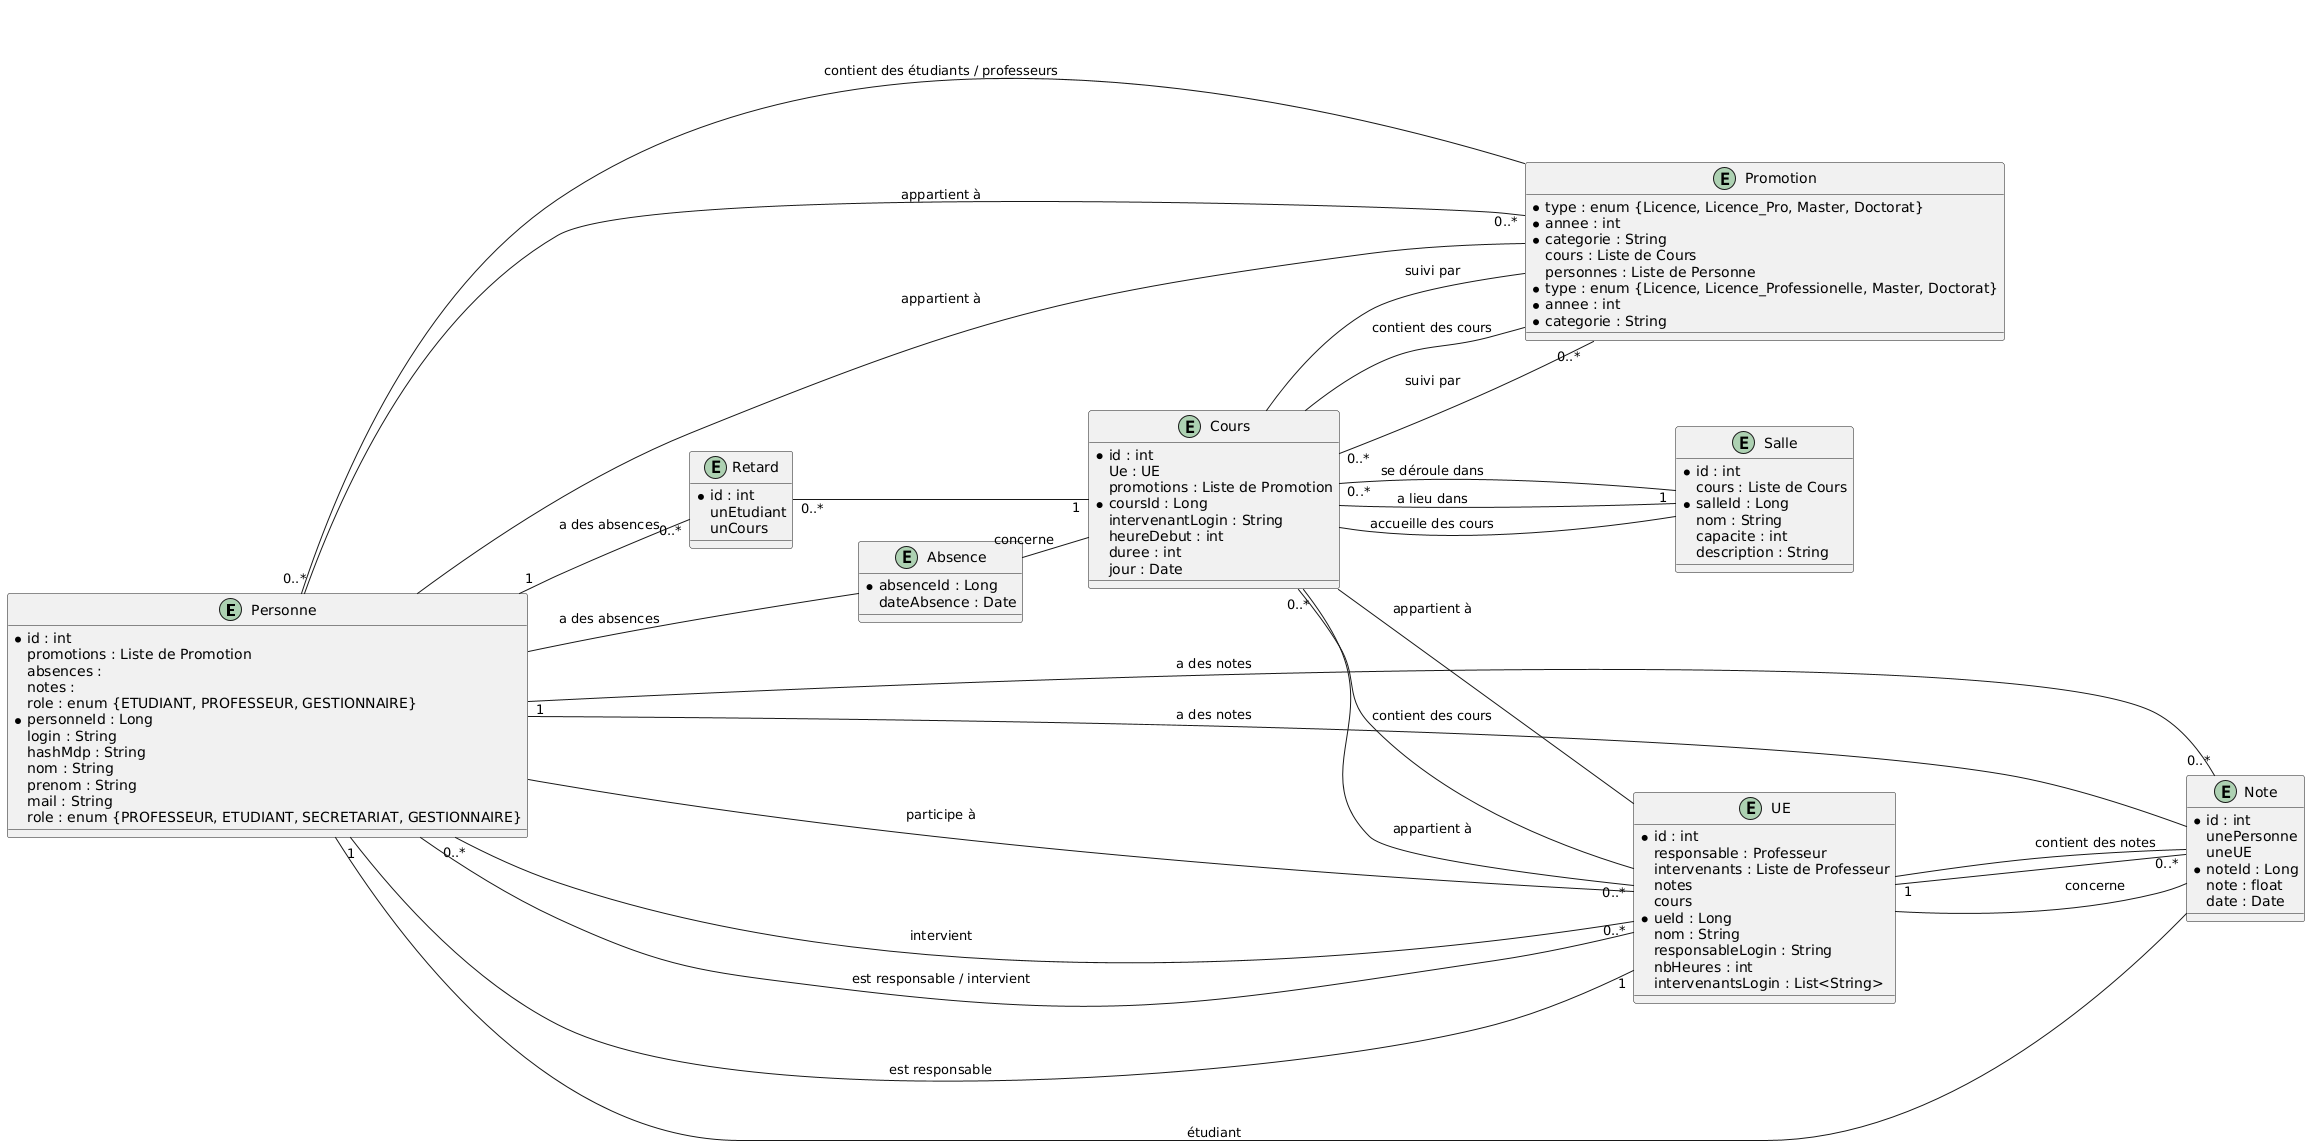 contient des étudiants / professeurs
appartient à
0..*
E Promotion
type : enum {Licence, Licence_Pro, Master, Doctorat}
annee : int
categorie : String
cours : Liste de Cours
personnes : Liste de Personne
type : enum {Licence, Licence_Professionelle, Master, Doctorat}
annee : int
categorie : String
appartient à
suivi par
contient des cours
suivi par
0..*
E Cours
id : int
Ue : UE
promotions : Liste de Promotion
coursId : Long
intervenantLogin : String
heureDebut : int
duree : int
jour : Date
0..*
se déroule dans
0..*
a lieu dans
1
accueille des cours
E Salle
id : int
cours : Liste de Cours
salleId : Long
nom : String
capacite : int
description : String
E Retard
id : int
unEtudiant
unCours
0..*
1
a des absences
0..*
1
concerne
E Absence
absenceId : Long
dateAbsence : Date
a des absences
0..*
E Personne
id : int
promotions : Liste de Promotion
absences :
notes :
role : enum {ETUDIANT, PROFESSEUR, GESTIONNAIRE}
personneId : Long
login : String
hashMdp : String
nom : String
prenom : String
mail : String
role : enum {PROFESSEUR, ETUDIANT, SECRETARIAT, GESTIONNAIRE}
0..*
appartient à
a des notes
1
a des notes
contient des cours
0..*
participe à
appartient à
0..*
E UE
id : int
responsable : Professeur
intervenants : Liste de Professeur
notes
cours
ueId : Long
nom : String
responsableLogin : String
nbHeures : int
intervenantsLogin : List<String>
E Note
id : int
unePersonne
uneUE
noteId : Long
note : float
date : Date
contient des notes
0..*
1
concerne
1
0..*
intervient
0..*
est responsable / intervient
1
est responsable
étudiant